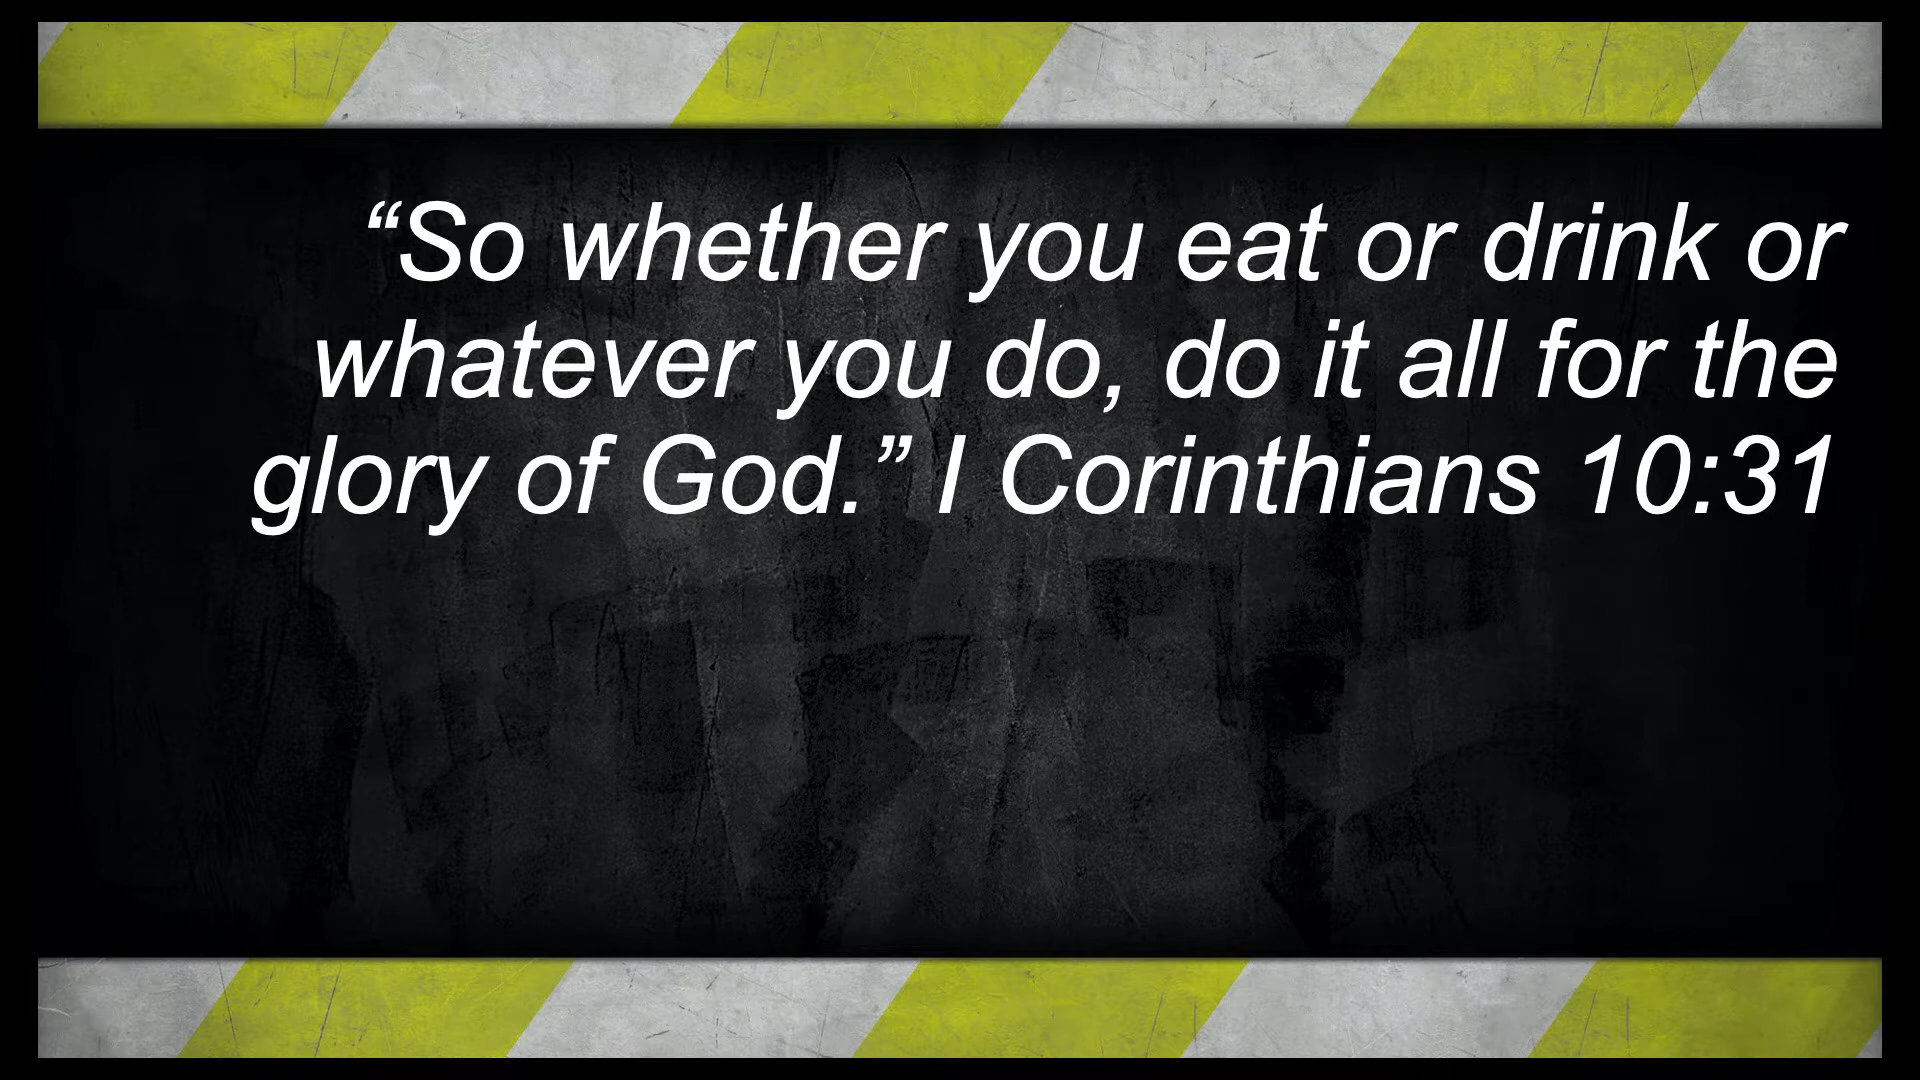 “So whether you eat or drink or
whatever you do, do it all for the
glory of God.” I Corinthians 10:31